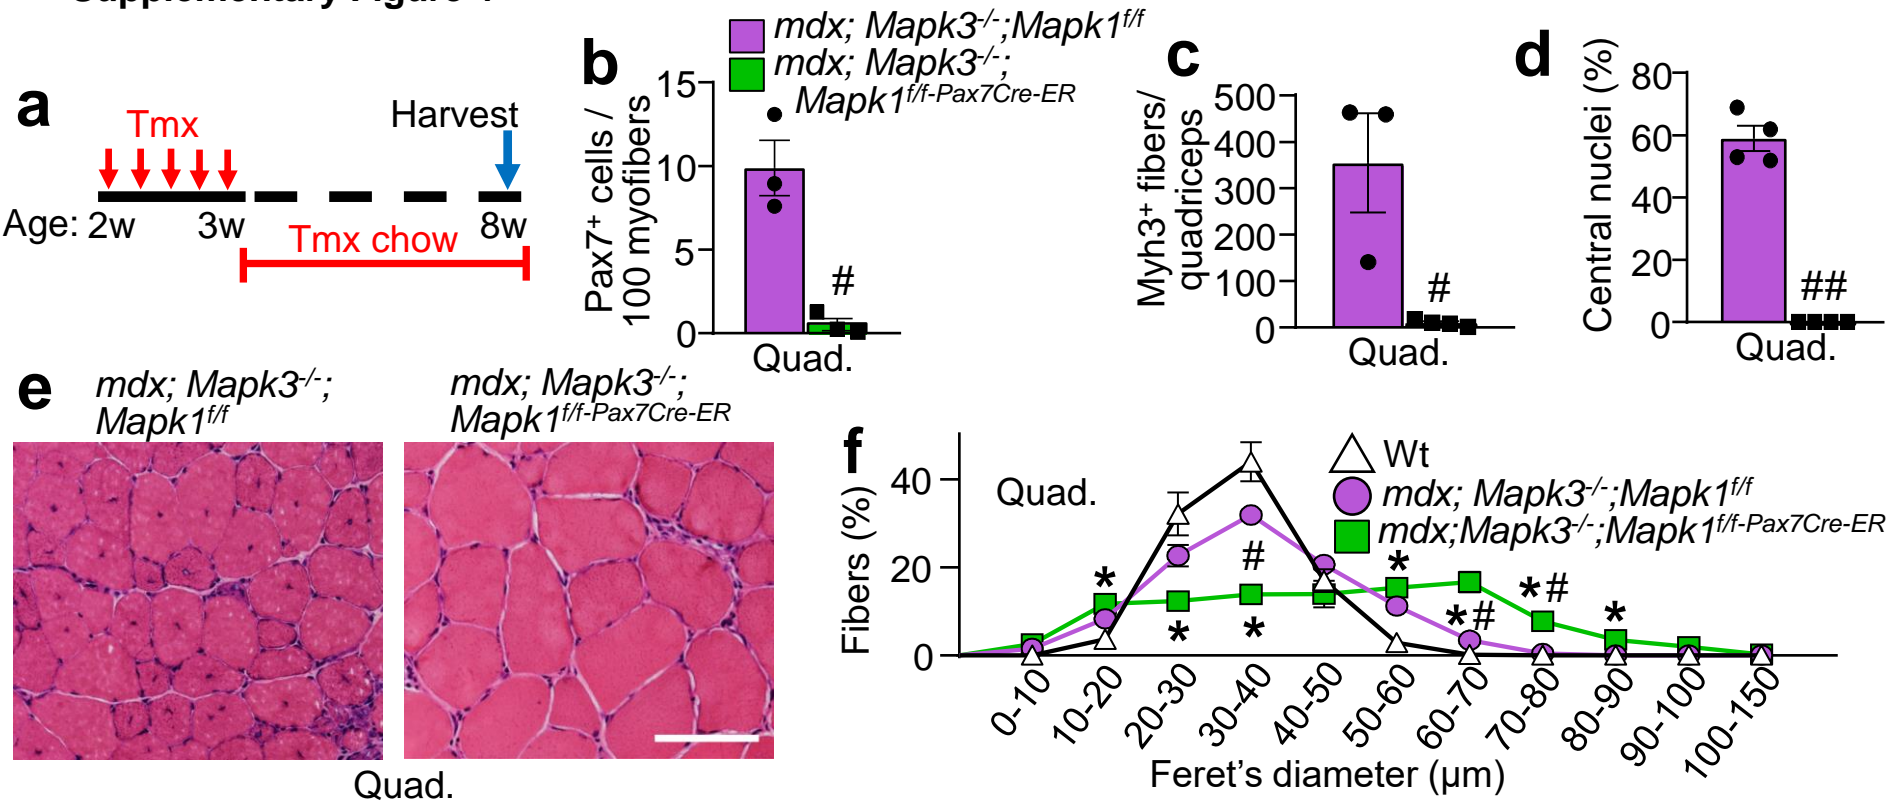 a
Tmx
Harvest
Age: 2w 3w 8w
Tmx chow
b
mdx; Mapk3-/-;Mapk1f/f
mdx; Mapk3-/-;
Mapk1f/f-Pax7Cre-ER
Pax7+ cells /
100 myofibers
15
10
5
0
#
Quad.
c
Myh3+ fibers/
quadriceps
500
400
300
200
100
0
#
Quad.
d
Central nuclei (%)
80
60
40
20
0
##
Quad.
e
mdx; Mapk3-/-;
Mapk1f/f
mdx; Mapk3-/-;
Mapk1f/f-Pax7Cre-ER
Quad.
f
Quad.
Wt
mdx; Mapk3-/-;Mapk1f/f
mdx;Mapk3-/-;Mapk1f/f-Pax7Cre-ER
Fibers (%)
40
20
0
*
*
#
*
*
*#
*#
*
0-10
10-20
20-30
30-40
40-50
50-60
60-70
70-80
80-90
90-100
100-150
Feret's diameter (µm)